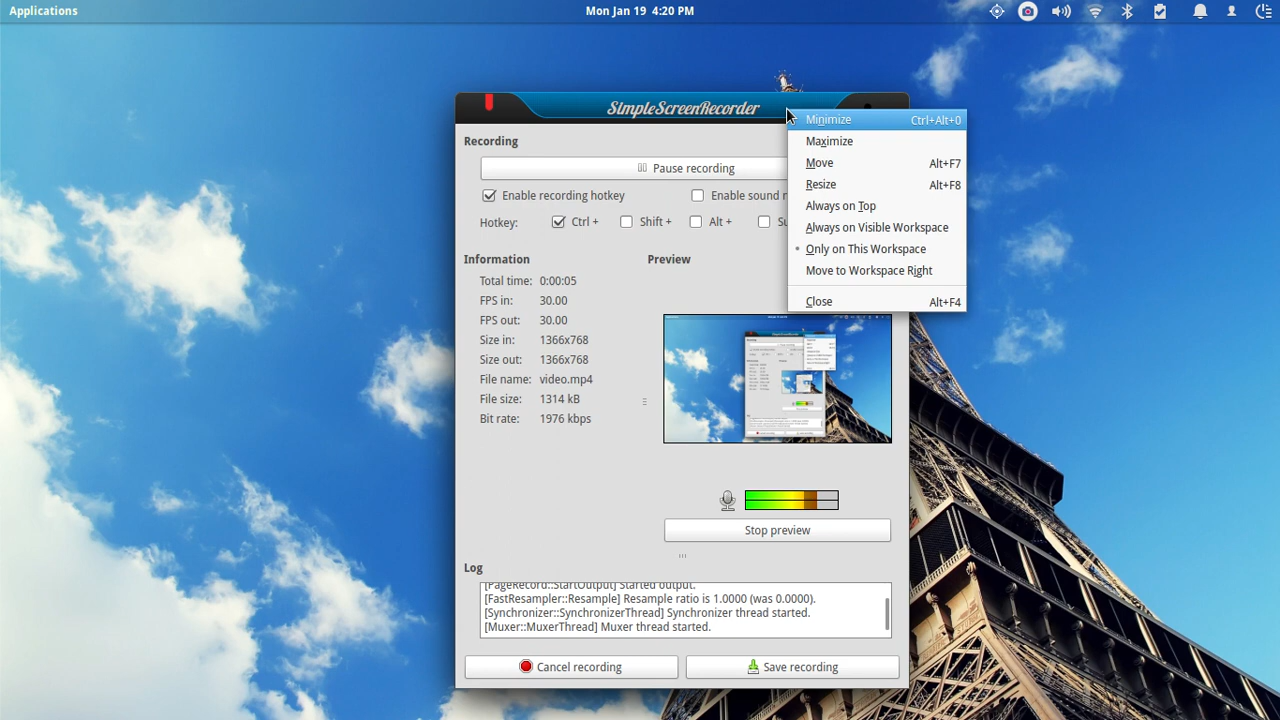 Applications
Mon Jan 19 4:20 PM
SimpleScreenRecorder
Minimize Ctrl+Alt+0
Maximize
Move Alt+F7
Resize Alt+F8
Always on Top
Always on Visible Workspace
Only on This Workspace
Move to Workspace Right
Close Alt+F4
Recording
Pause recording
Enable recording hotkey
Enable sound
Hotkey: Ctrl + Shift + Alt +
Information
Total time: 0:00:05
FPS in: 30.00
FPS out: 30.00
Size in: 1366x768
Size out: 1366x768
File name: video.mp4
File size: 1314 kB
Bit rate: 1976 kbps
Preview
Stop preview
Log
[PageRecord::StartOutput] Started output.
[FastResampler::Resample] Resample ratio is 1.0000 (was 0.0000).
[Synchronizer::SynchronizerThread] Synchronizer thread started.
[Muxer::MuxerThread] Muxer thread started.
Cancel recording
Save recording